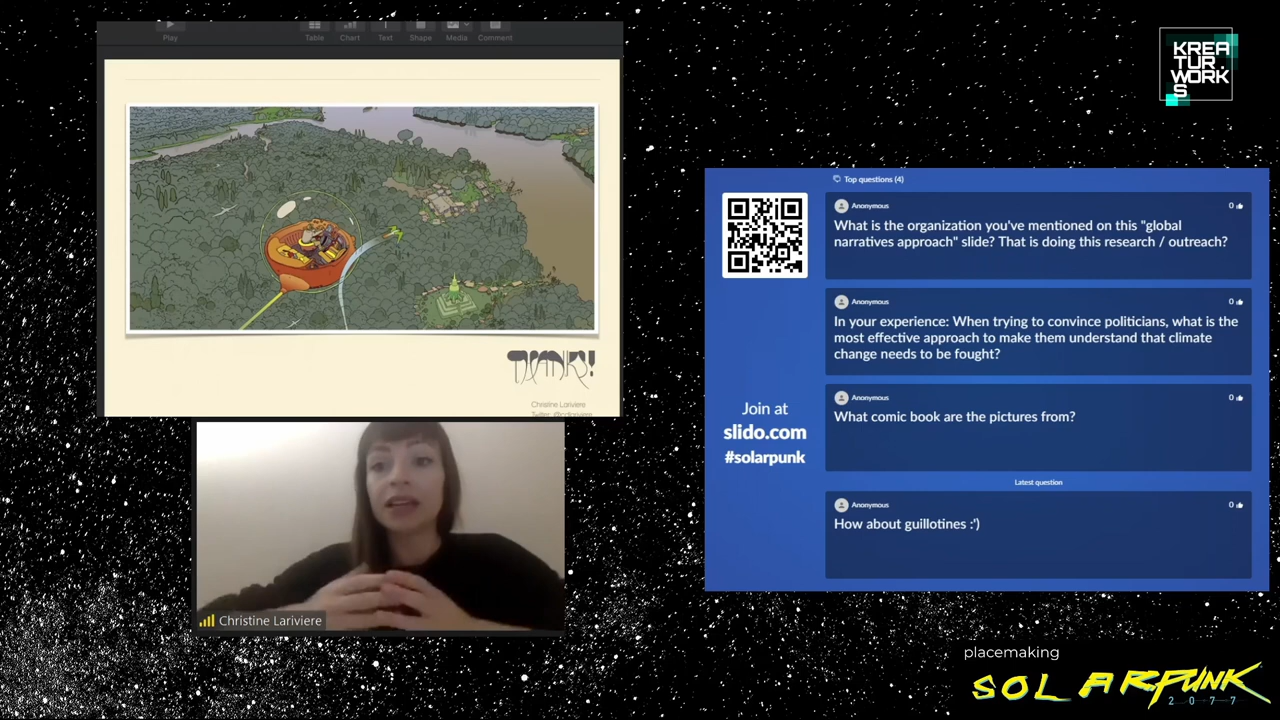 Play
Table
Chart
Text
Shape
Media
Comment
THANKS!
Christine Lariviere
Christine Lariviere
KREA
TUR.
WORK
S
Top questions (4)
Anonymous
0
What is the organization you've mentioned on this "global
narratives approach" slide? That is doing this research / outreach?
Anonymous
0
In your experience: When trying to convince politicians, what is the
most effective approach to make them understand that climate
change needs to be fought?
Anonymous
0
What comic book are the pictures from?
Latest question
Anonymous
0
How about guillotines :')
Join at
slido.com
#solarpunk
placemaking
SOLARPUNK
2077